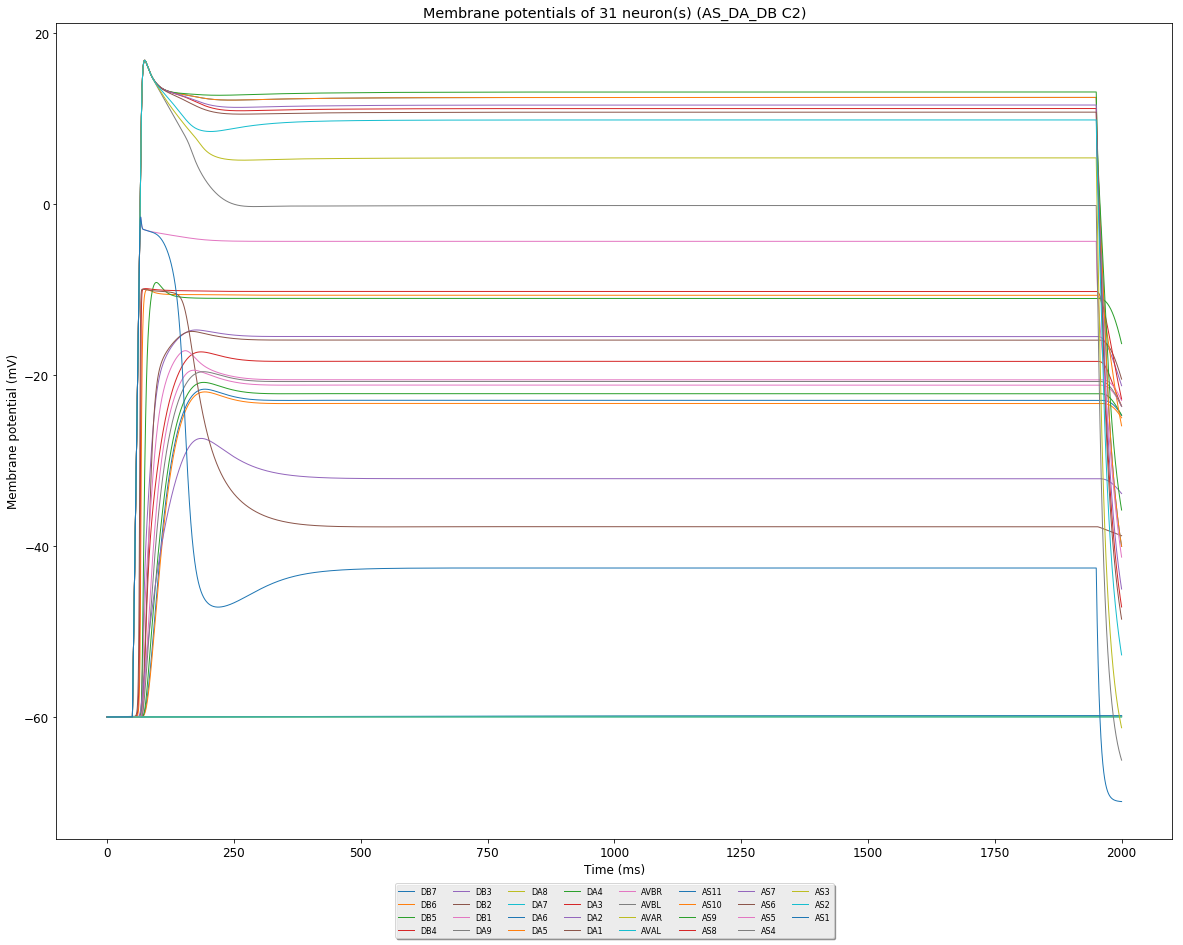 Membrane potentials of 31 neuron(s) (AS_DA_DB C2)
20
0
−20
−40
−60
Membrane potential (mV)
0 250 500 750 1000 1250 1500 1750 2000
Time (ms)
DB7 DB3 DA8 DA4 AVBR AS11 AS7 AS3
DB6 DB2 DA7 DA3 AVBL AS10 AS6 AS2
DB5 DB1 DA6 DA2 AVAR AS9 AS5 AS1
DB4 DA9 DA5 DA1 AVAL AS8 AS4